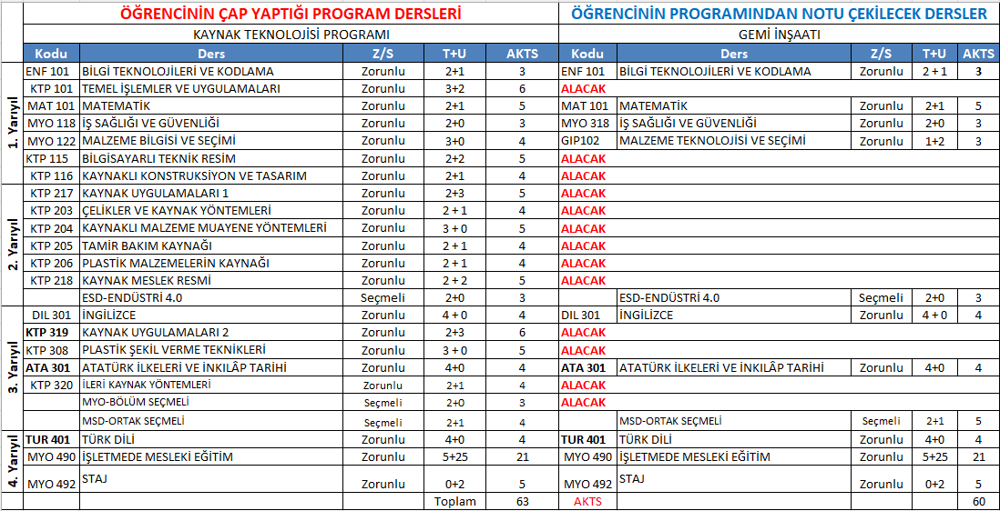 ÖĞRENCİNİN ÇAP YAPTIĞI PROGRAM DERSLERİ ÖĞRENCİNİN PROGRAMINDAN NOTU ÇEKİLECEK DERSLER
KAYNAK TEKNOLOJİSİ PROGRAMI GEMİ İNŞAATI
Kodu Ders Z/S T+U AKTS Kodu Ders Z/S T+U AKTS
1. Yarıyıl
ENF 101 BİLGİ TEKNOLOJİLERİ VE KODLAMA Zorunlu 2+1 3 ENF 101 BİLGİ TEKNOLOJİLERİ VE KODLAMA Zorunlu 2 + 1 3
KTP 101 TEMEL İŞLEMLER VE UYGULAMALARI Zorunlu 3+2 6 ALACAK
MAT 101 MATEMATİK Zorunlu 2+1 5 MAT 101 MATEMATİK Zorunlu 2+1 5
MYO 118 İŞ SAĞLIĞI VE GÜVENLİĞİ Zorunlu 2+0 3 MYO 318 İŞ SAĞLIĞI VE GÜVENLİĞİ Zorunlu 2+0 3
MYO 122 MALZEME BİLGİSİ VE SEÇİMİ Zorunlu 3+0 4 GIP102 MALZEME TEKNOLOJİSİ VE SEÇİMİ Zorunlu 1+2 3
KTP 115 BİLGİSAYARLI TEKNİK RESİM Zorunlu 2+2 5 ALACAK
KTP 116 KAYNAKLI KONSTRUKSİYON VE TASARIM Zorunlu 2+1 4 ALACAK
2. Yarıyıl
KTP 217 KAYNAK UYGULAMALARI 1 Zorunlu 2+3 5 ALACAK
KTP 203 ÇELİKLER VE KAYNAK YÖNTEMLERİ Zorunlu 2 + 1 4 ALACAK
KTP 204 KAYNAKLI MALZEME MUAYENE YÖNTEMLERİ Zorunlu 3 + 0 5 ALACAK
KTP 205 TAMİR BAKIM KAYNAĞI Zorunlu 2 + 1 4 ALACAK
KTP 206 PLASTİK MALZEMELERİN KAYNAĞI Zorunlu 2 + 1 4 ALACAK
KTP 218 KAYNAK MESLEK RESMİ Zorunlu 2 + 2 5 ALACAK
ESD-ENDÜSTRİ 4.0 Seçmeli 2+0 3 ESD-ENDÜSTRİ 4.0 Seçmeli 2+0 3
3. Yarıyıl
DIL 301 İNGİLİZCE Zorunlu 4 + 0 4 DIL 301 İNGİLİZCE Zorunlu 4 + 0 4
KTP 319 KAYNAK UYGULAMALARI 2 Zorunlu 2+3 6 ALACAK
KTP 308 PLASTİK ŞEKİL VERME TEKNİKLERİ Zorunlu 3 + 0 5 ALACAK
ATA 301 ATATÜRK İLKELERİ VE İNKILÂP TARİHİ Zorunlu 4+0 4 ATA 301 ATATÜRK İLKELERİ VE İNKILÂP TARİHİ Zorunlu 4+0 4
KTP 320 İLERİ KAYNAK YÖNTEMLERİ Zorunlu 2+1 4 ALACAK
MYO-BÖLÜM SEÇMELİ Seçmeli 2+0 3 ALACAK
MSD-ORTAK SEÇMELİ Seçmeli 2+1 4 MSD-ORTAK SEÇMELİ Seçmeli 2+1 5
4. Yarıyıl
TUR 401 TÜRK DİLİ Zorunlu 4+0 4 TUR 401 TÜRK DİLİ Zorunlu 4+0 4
MYO 490 İŞLETMEDE MESLEKİ EĞİTİM Zorunlu 5+25 21 MYO 490 İŞLETMEDE MESLEKİ EĞİTİM Zorunlu 5+25 21
MYO 492 STAJ Zorunlu 0+2 5 MYO 492 STAJ Zorunlu 0+2 5
Toplam 63 AKTS 60